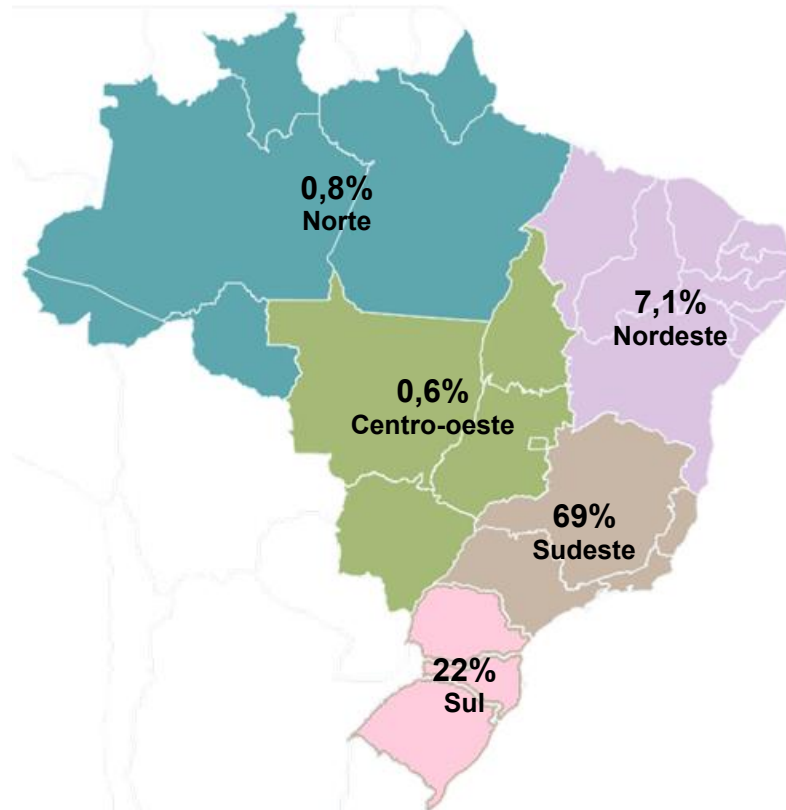 0,8%
Norte
7,1%
Nordeste
0,6%
Centro-oeste
69%
Sudeste
22%
Sul